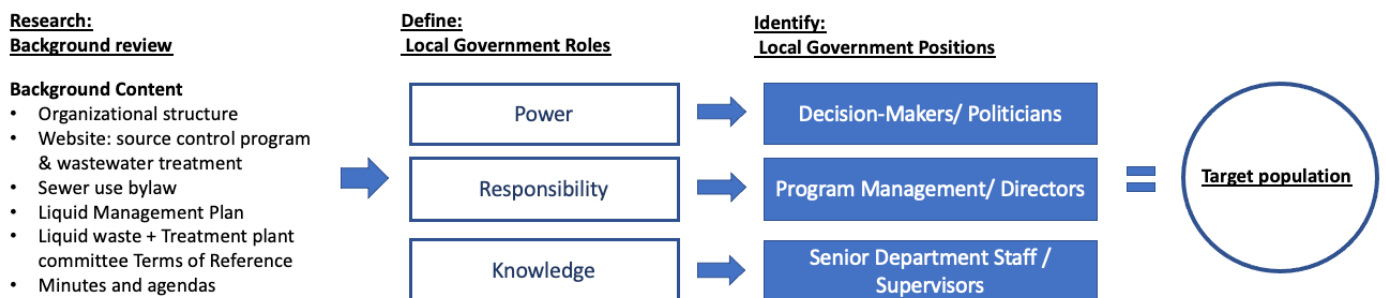 Research:
Background review
Background Content
• Organizational structure
• Website: source control program
& wastewater treatment
• Sewer use bylaw
• Liquid Management Plan
• Liquid waste + Treatment plant
committee Terms of Reference
• Minutes and agendas
Define:
Local Government Roles
Power
Responsibility
Knowledge
Identify:
Local Government Positions
Decision-Makers/ Politicians
Program Management/ Directors
Senior Department Staff /
Supervisors
Target population